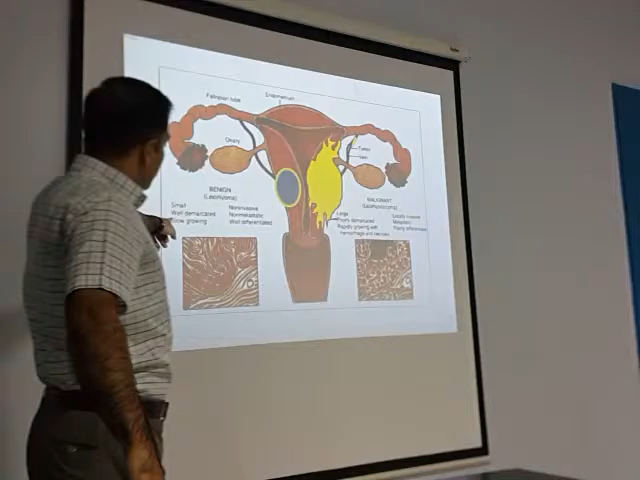 Fallopian tube
Endometrium
Ovary
Tumor
Vein
BENIGN
(Leiomyoma)
Small
Well demarcated
Slow growing
Noninvasive
Nonmetastatic
Well differentiated
MALIGNANT
(Leiomyosarcoma)
Large
Poorly demarcated
Rapidly growing with
hemorrhage and necrosis
Locally invasive
Metastatic
Poorly differentiated